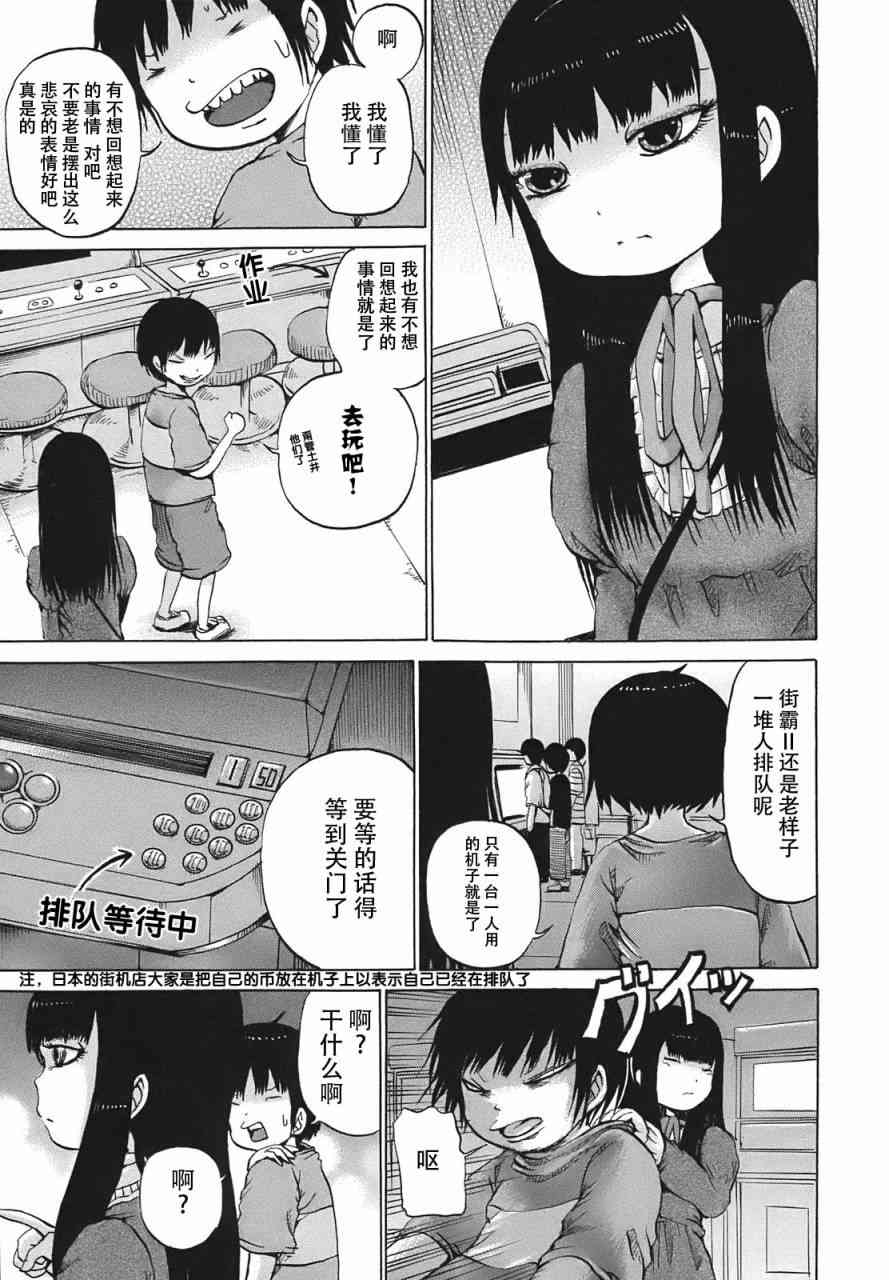 啊
我懂了
我懂了
有不想回想起来
的事情 对吧
不要老是摆出这么
悲哀的表情好吧
真是的
我也有不想
回想起来的
事情就是了
作业
去玩吧！
甭管土井
他们了
街霸II还是老样子
一堆人排队呢
只有一台一人用
的机子就是了
要等的话得
等到关门了
1
50
排队等待中
注，日本的街机店大家是把自己的币放在机子上以表示自己已经在排队了
グイッ
呕
啊？
干什么啊
啊？